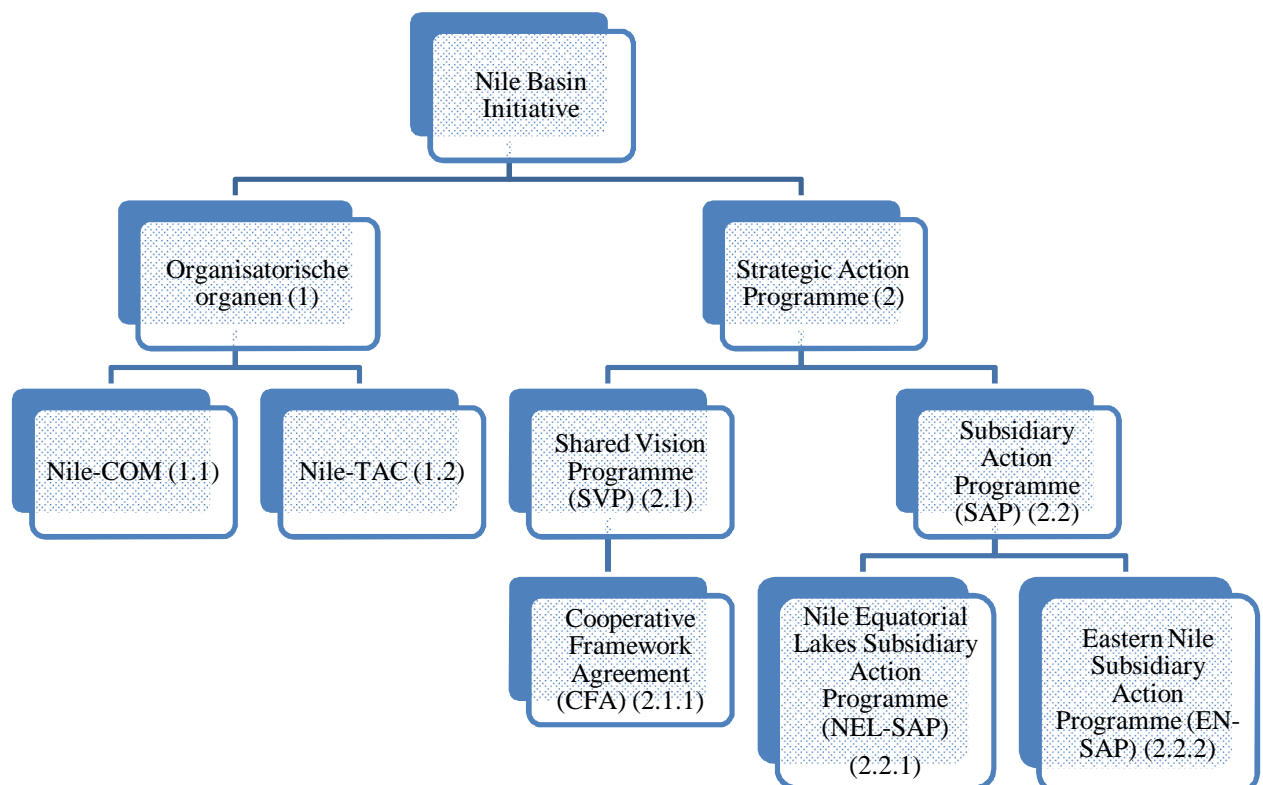 Nile Basin
Initiative
Organisatorische
organen (1)
Strategic Action
Programme (2)
Nile-COM (1.1)
Nile-TAC (1.2)
Shared Vision
Programme
(SVP) (2.1)
Subsidiary
Action
Programme
(SAP) (2.2)
Cooperative
Framework
Agreement
(CFA) (2.1.1)
Nile Equatorial
Lakes Subsidiary
Action
Programme
(NEL-SAP)
(2.2.1)
Eastern Nile
Subsidiary
Action
Programme (EN-
SAP) (2.2.2)